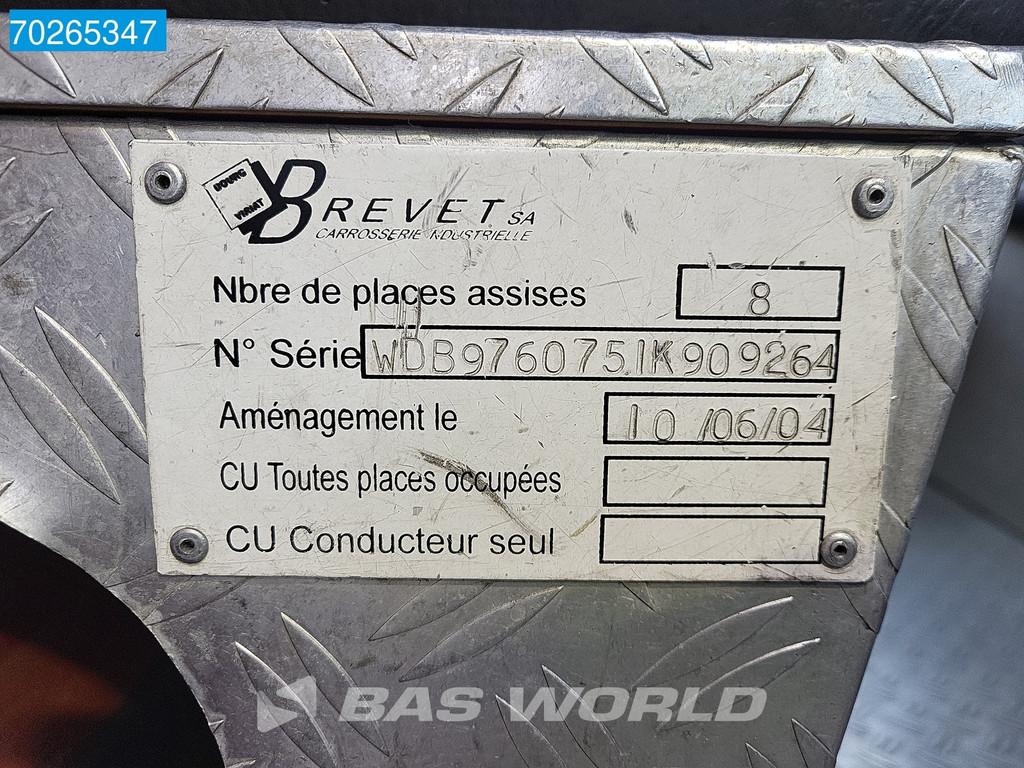 70265347
BOURG
VIRIAT
BREVET SA
CARROSSERIE INDUSTRIELLE
Nbre de places assises 8
N° Série WDB9760751K909264
Aménagement le 10/06/04
CU Toutes places occupées
CU Conducteur seul
BAS WORLD